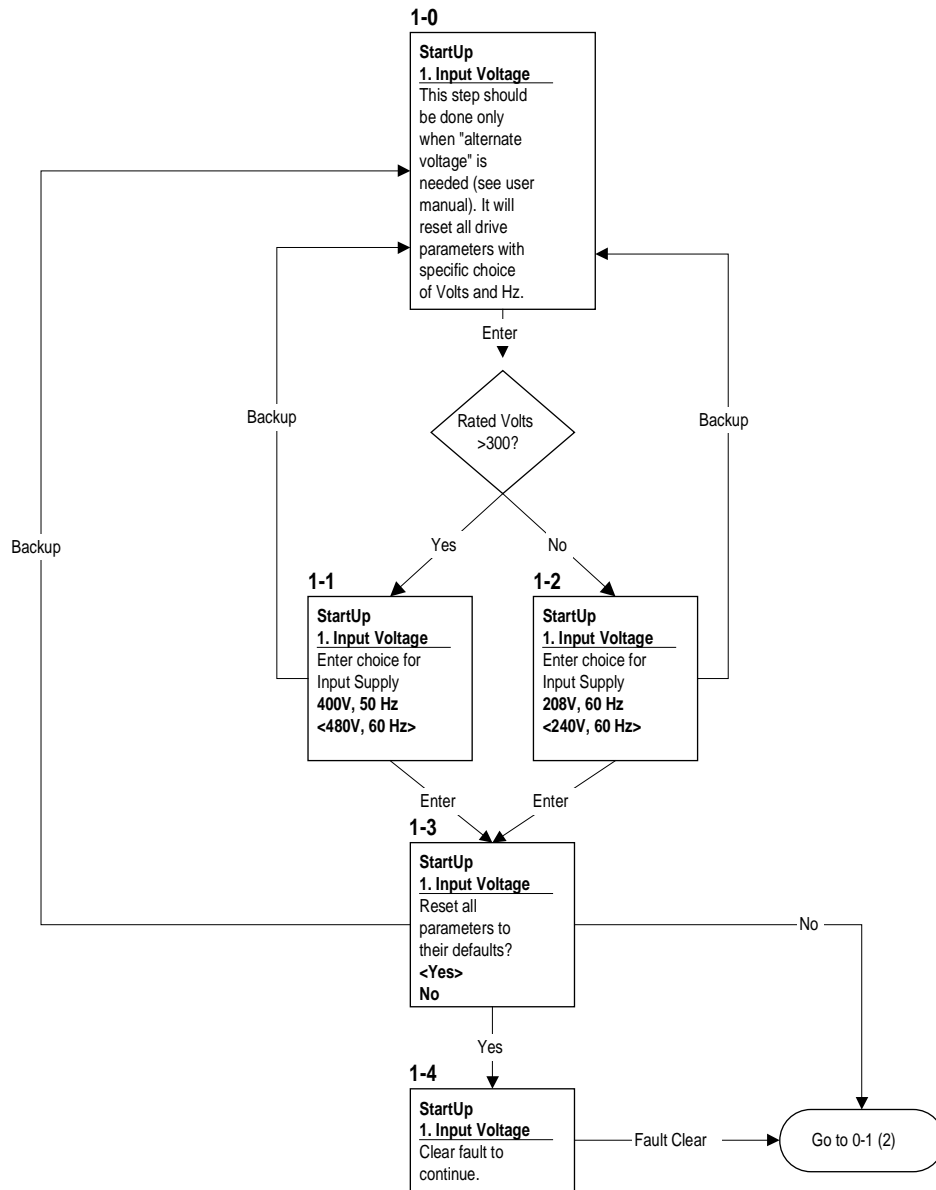 1-0
StartUp
1. Input Voltage
This step should
be done only
when "alternate
voltage" is
needed (see user
manual). It will
reset all drive
parameters with
specific choice
of Volts and Hz.
Enter
Rated Volts
>300?
Backup
Backup
Backup
Yes
No
1-1
StartUp
1. Input Voltage
Enter choice for
Input Supply
400V, 50 Hz
<480V, 60 Hz>
1-2
StartUp
1. Input Voltage
Enter choice for
Input Supply
208V, 60 Hz
<240V, 60 Hz>
Enter
Enter
1-3
StartUp
1. Input Voltage
Reset all
parameters to
their defaults?
<Yes>
No
No
Yes
1-4
StartUp
1. Input Voltage
Clear fault to
continue.
Fault Clear
Go to 0-1 (2)